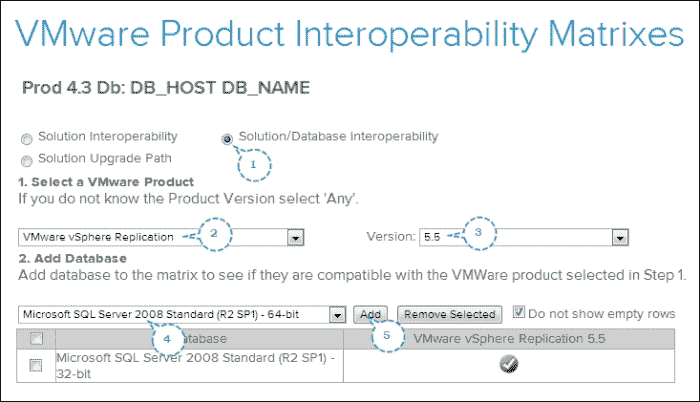 VMware Product Interoperability Matrixes
Prod 4.3 Db: DB_HOST DB_NAME
Solution Interoperability
Solution/Database Interoperability
1
Solution Upgrade Path
1. Select a VMware Product
If you do not know the Product Version select 'Any'.
VMware vSphere Replication 2 Version: 5.5 3
2. Add Database
Add database to the matrix to see if they are compatible with the VMWare product selected in Step 1.
Microsoft SQL Server 2008 Standard (R2 SP1) - 64-bit Add Remove Selected Do not show empty rows
4 atabase 5 VMware vSphere Replication 5.5
Microsoft SQL Server 2008 Standard (R2 SP1) -
32-bit